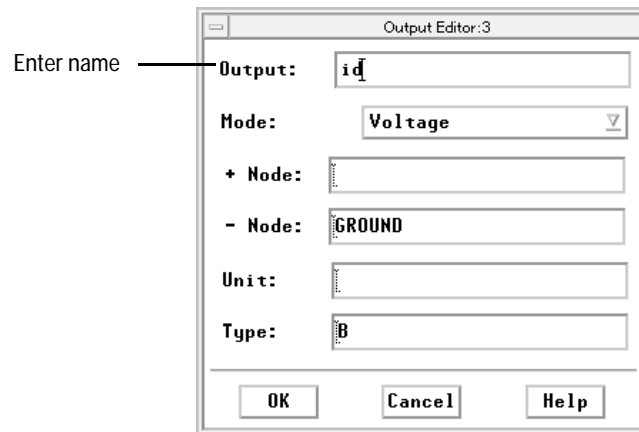 Output Editor:3
Enter name
Output: id
Mode: Voltage
+ Node:
- Node: GROUND
Unit:
Type: B
OK Cancel Help